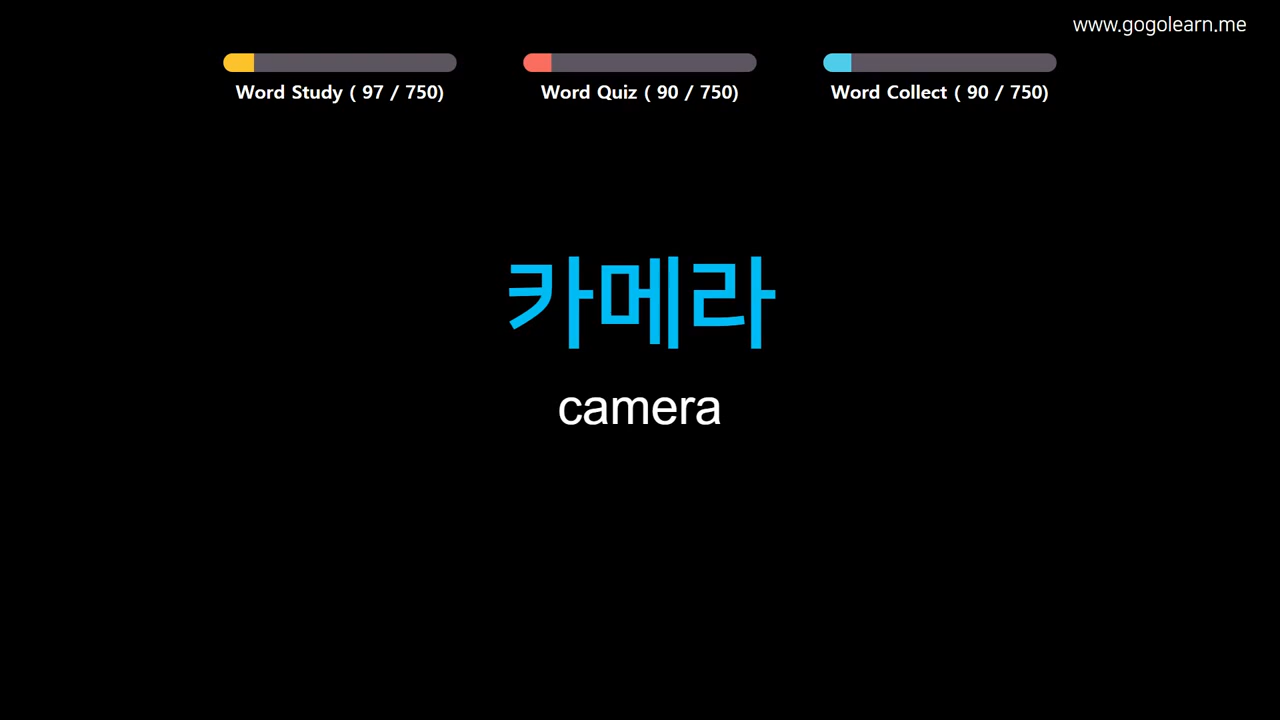 www.gogolearn.me
Word Study ( 97 / 750)
Word Quiz ( 90 / 750)
Word Collect ( 90 / 750)
카메라
camera